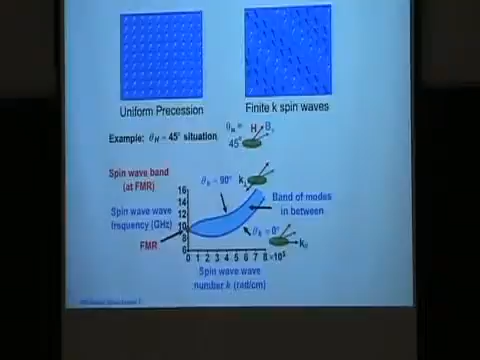 Uniform Precession
Finite k spin waves
Example: θH = 45° situation
θH =
45°
H
Spin wave band
(at FMR)
θk = 90°
k
Band of modes
in between
Spin wave wave
frequency (GHz)
FMR
16
14
12
10
8
6
θk = 0°
k
0 1 2 3 4 5 6 7 8 ×10⁵
Spin wave wave
number k (rad/cm)